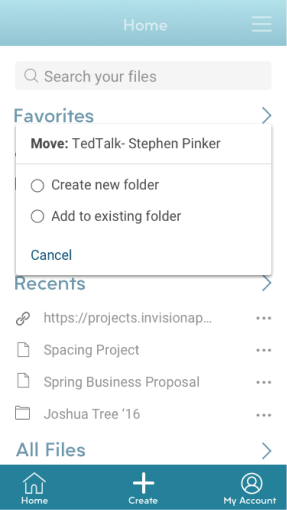 Home
Search your files
Favorites
Move: TedTalk- Stephen Pinker
Create new folder
Add to existing folder
Cancel
Recents
https://projects.invisionap...
Spacing Project
Spring Business Proposal
Joshua Tree ‘16
All Files
Home
Create
My Account